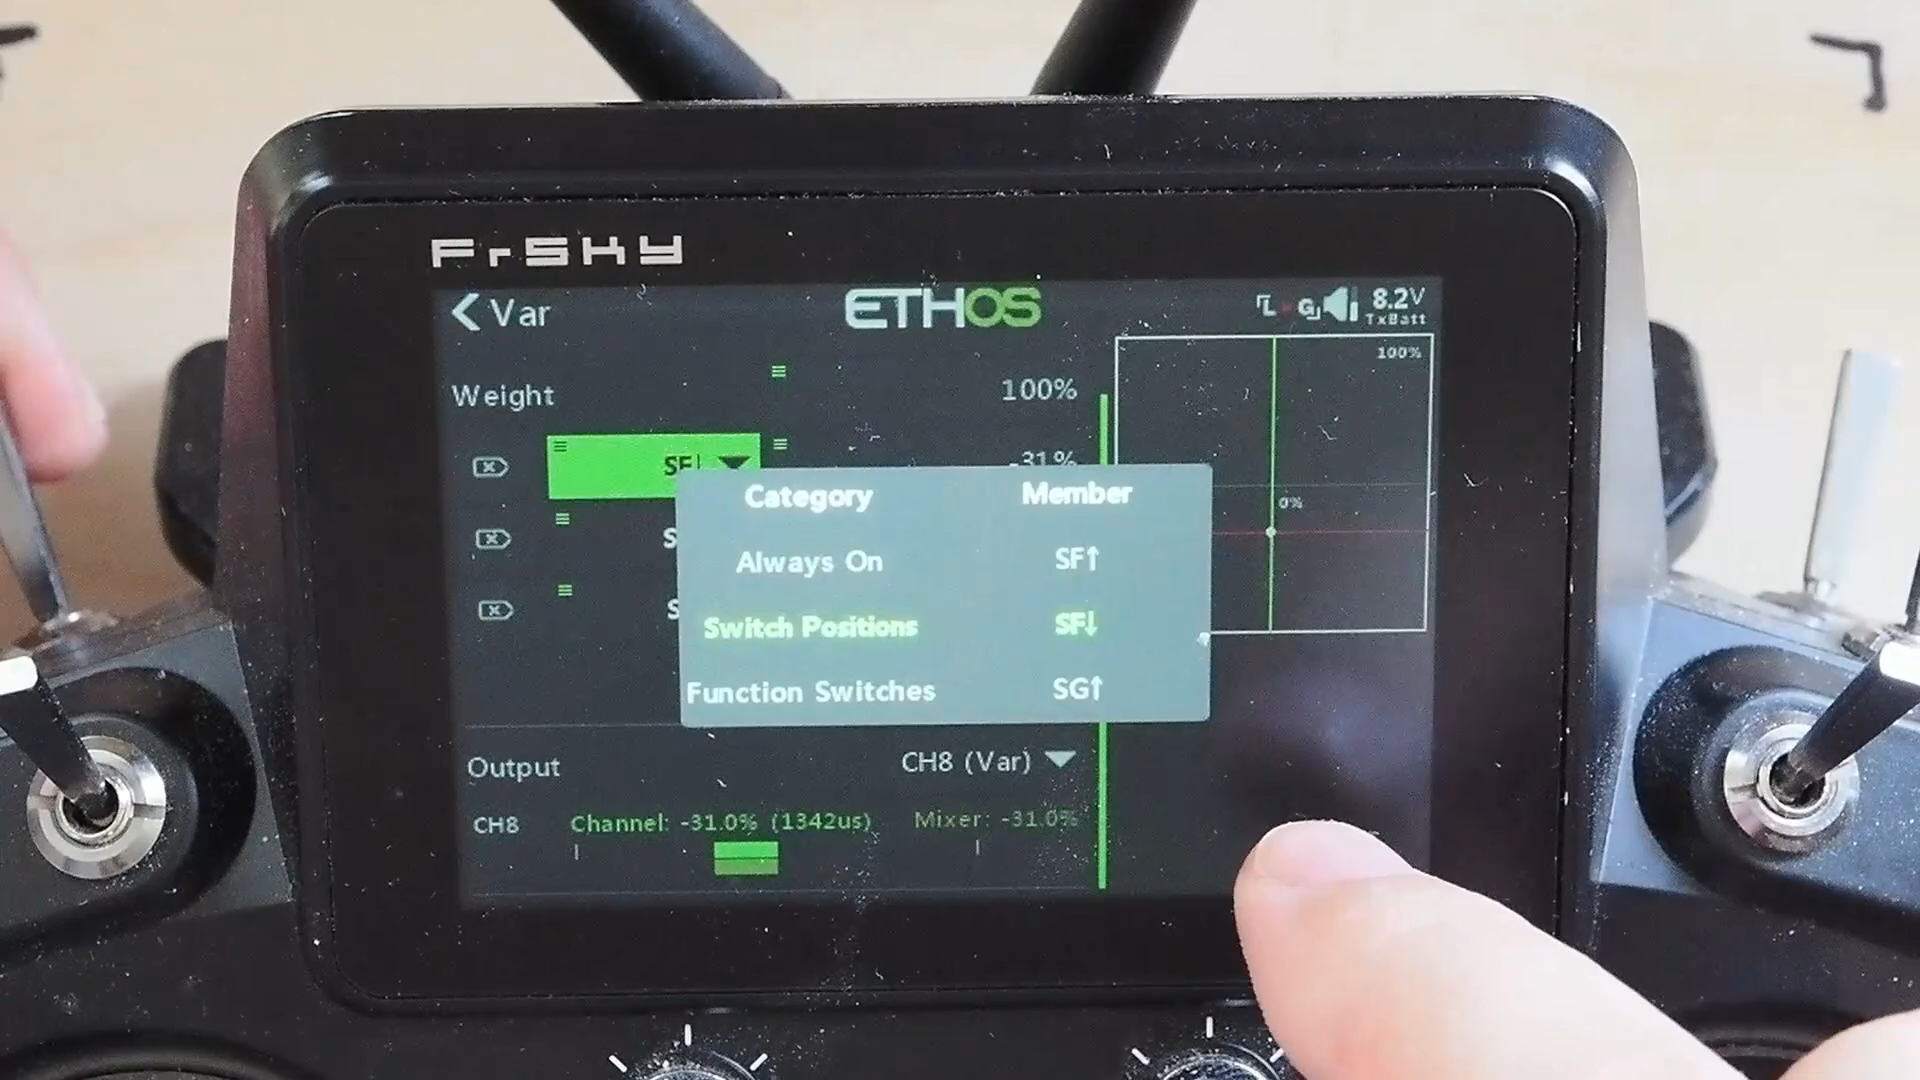 FrSKY
Var
ETHOS
8.2V
TxBatt
Weight
100%
100%
SF↓
-31%
0%
Category
Member
Always On
SF↑
Switch Positions
SF↓
Function Switches
SG↑
S
S
Output
CH8 (Var)
CH8
Channel: -31.0% (1342us)
Mixer: -31.0%